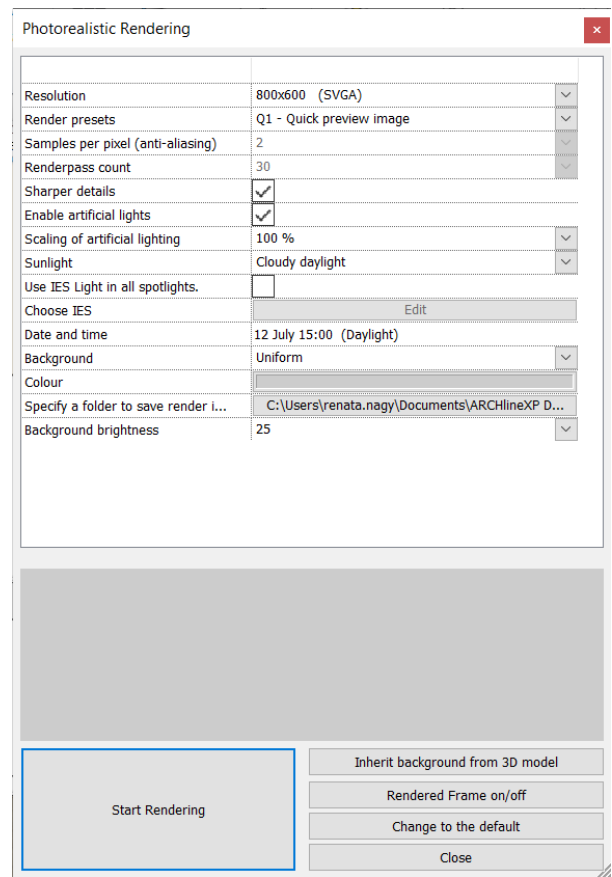 Photorealistic Rendering
Resolution 800x600 (SVGA)
Render presets Q1 - Quick preview image
Samples per pixel (anti-aliasing) 2
Renderpass count 30
Sharper details
Enable artificial lights
Scaling of artificial lighting 100 %
Sunlight Cloudy daylight
Use IES Light in all spotlights.
Choose IES Edit
Date and time 12 July 15:00 (Daylight)
Background Uniform
Colour
Specify a folder to save render i... C:\Users\renata.nagy\Documents\ARCHlineXP D...
Background brightness 25
Inherit background from 3D model
Start Rendering
Rendered Frame on/off
Change to the default
Close